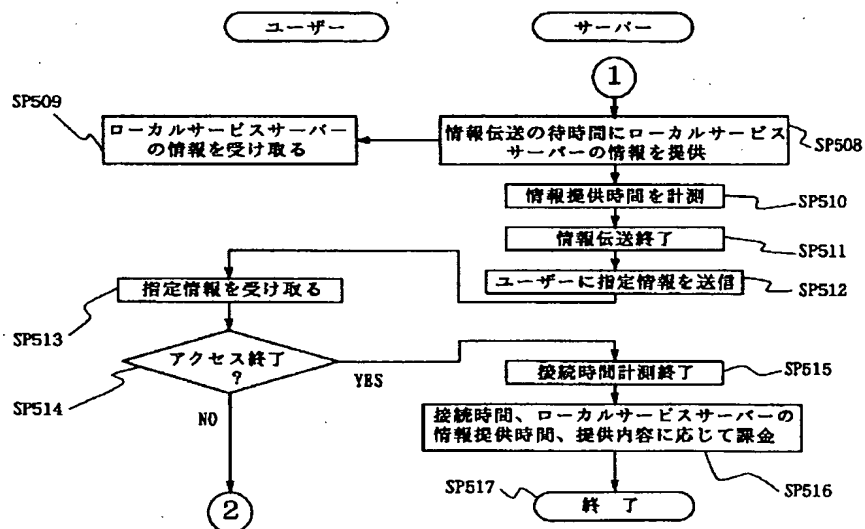 ユーザー
サーバー
1
SP509
ローカルサービスサーバー
の情報を受け取る
情報伝送の待時間にローカルサービス
サーバーの情報を提供
SP508
情報提供時間を計測
SP510
情報伝送終了
SP511
ユーザーに指定情報を送信
SP512
指定情報を受け取る
SP513
アクセス終了
?
SP514
YES
NO
接続時間計測終了
SP515
接続時間、ローカルサービスサーバーの
情報提供時間、提供内容に応じて課金
SP516
SP517
終 了
2